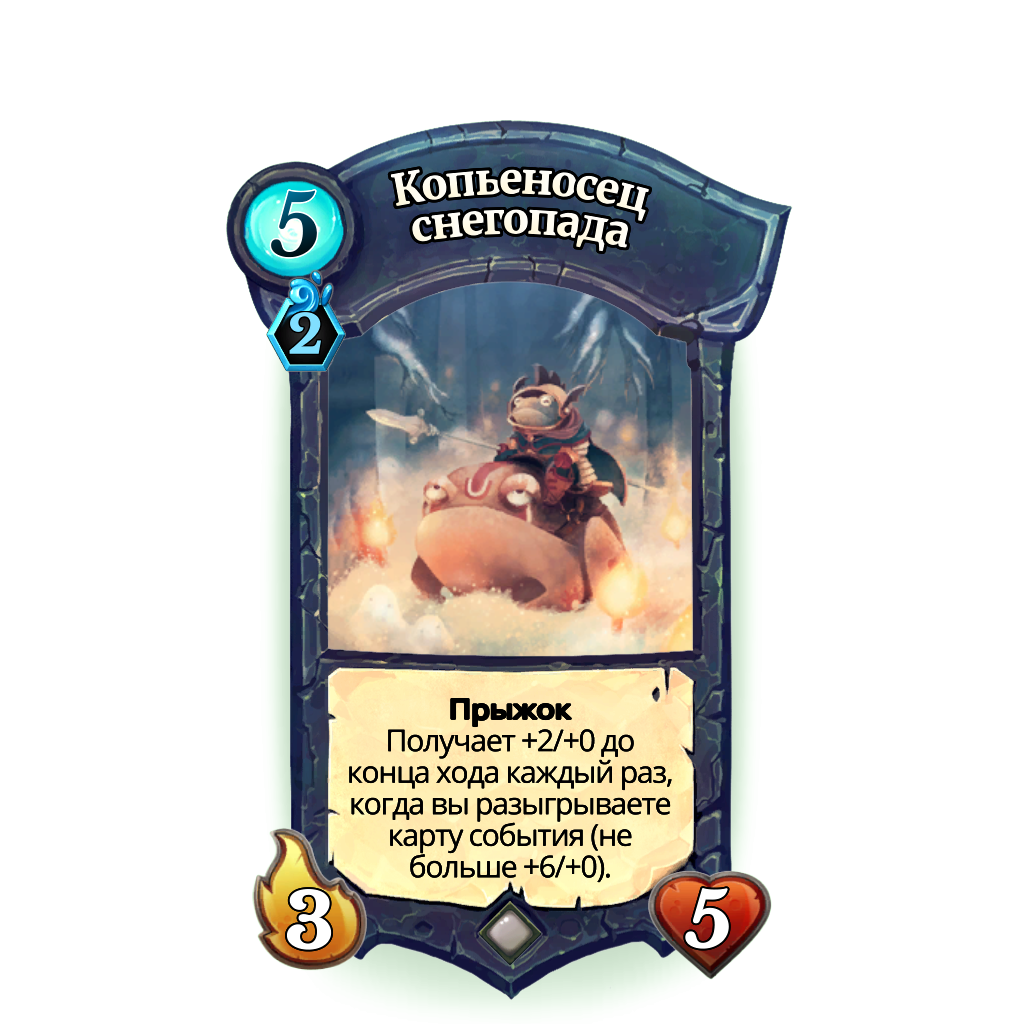 Копьеносец
снегопада
5
2
Прыжок
Получает +2/+0 до
конца хода каждый раз,
когда вы разыгрываете
карту события (не
больше +6/+0).
3
5